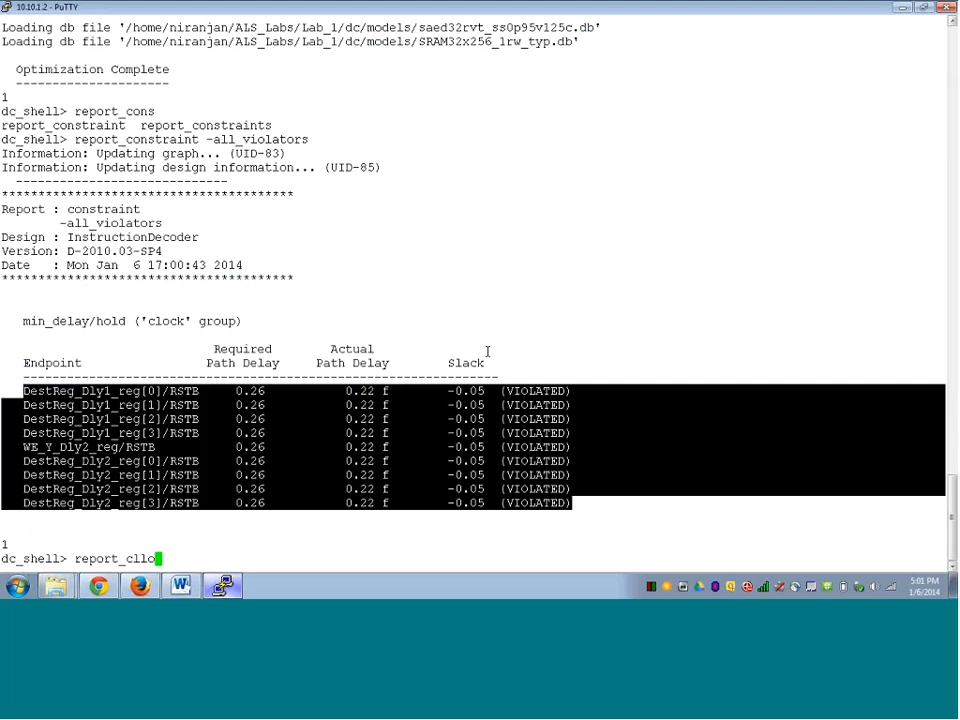 10.10.1.2 - PuTTY
Loading db file '/home/niranjan/ALS_Labs/Lab_1/dc/models/saed32rvt_ss0p95v125c.db'
Loading db file '/home/niranjan/ALS_Labs/Lab_1/dc/models/SRAM32x256_1rw_typ.db'
Optimization Complete
---------------------
1
dc_shell> report_cons
report_constraint  report_constraints
dc_shell> report_constraint -all_violators
Information: Updating graph... (UID-83)
Information: Updating design information... (UID-85)
-----------------------------
****************************************
Report : constraint
-all_violators
Design : InstructionDecoder
Version: D-2010.03-SP4
Date   : Mon Jan  6 17:00:43 2014
****************************************
min_delay/hold ('clock' group)
Required Actual
Endpoint Path Delay Path Delay Slack
-----------------------------------------------------------------
DestReg_Dly1_reg[0]/RSTB 0.26 0.22 f -0.05 (VIOLATED)
DestReg_Dly1_reg[1]/RSTB 0.26 0.22 f -0.05 (VIOLATED)
DestReg_Dly1_reg[2]/RSTB 0.26 0.22 f -0.05 (VIOLATED)
DestReg_Dly1_reg[3]/RSTB 0.26 0.22 f -0.05 (VIOLATED)
WE_Y_Dly2_reg/RSTB 0.26 0.22 f -0.05 (VIOLATED)
DestReg_Dly2_reg[0]/RSTB 0.26 0.22 f -0.05 (VIOLATED)
DestReg_Dly2_reg[1]/RSTB 0.26 0.22 f -0.05 (VIOLATED)
DestReg_Dly2_reg[2]/RSTB 0.26 0.22 f -0.05 (VIOLATED)
DestReg_Dly2_reg[3]/RSTB 0.26 0.22 f -0.05 (VIOLATED)
1
dc_shell> report_cllo
5:01 PM
1/6/2014